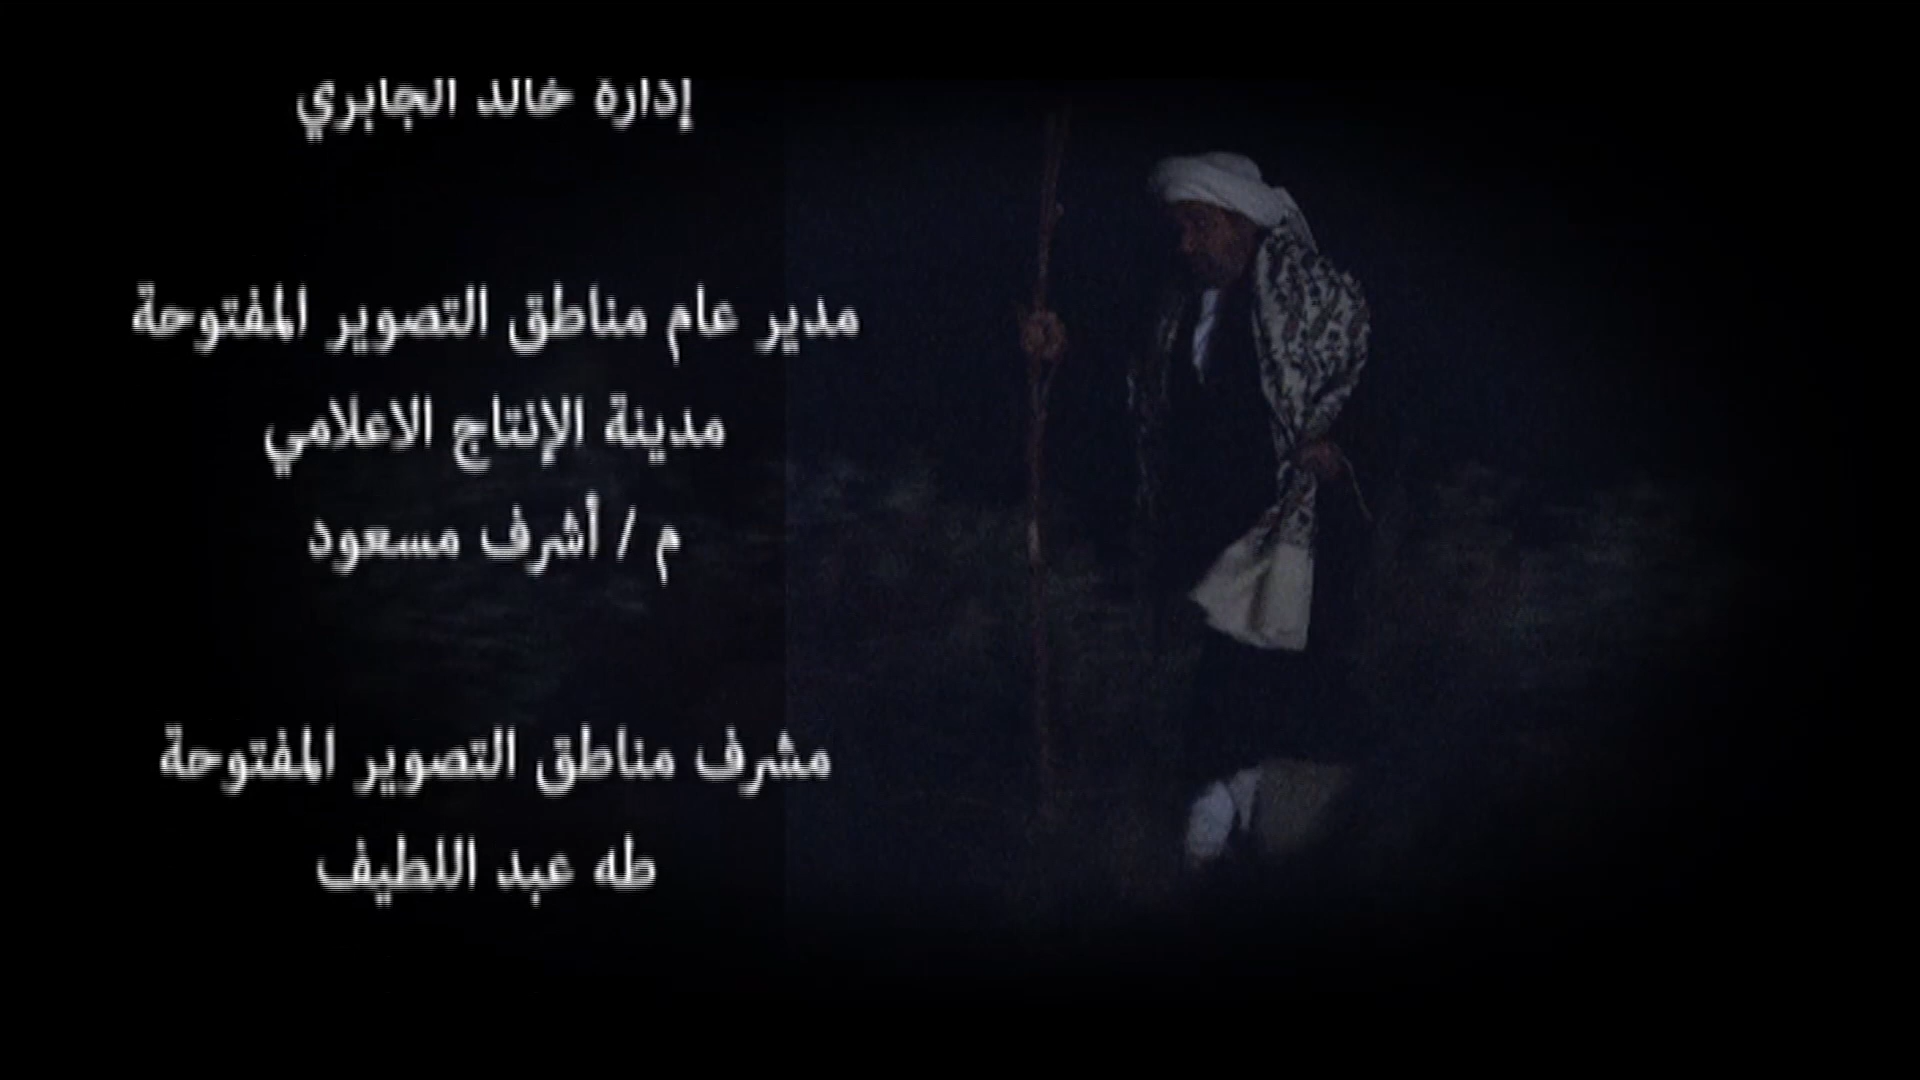 إدارة خالد الجابري
مدير عام مناطق التصوير المفتوحة
مدينة الإنتاج الاعلامي
م / أشرف مسعود
مشرف مناطق التصوير المفتوحة
طه عبد اللطيف